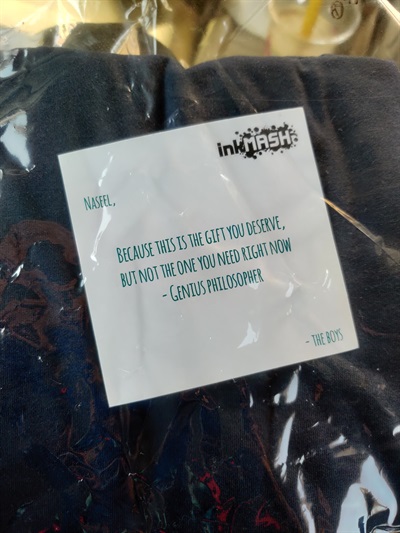 inkMASH
NASEEL,
BECAUSE THIS IS THE GIFT YOU DESERVE,
BUT NOT THE ONE YOU NEED RIGHT NOW
- GENIUS PHILOSOPHER
- THE BOYS